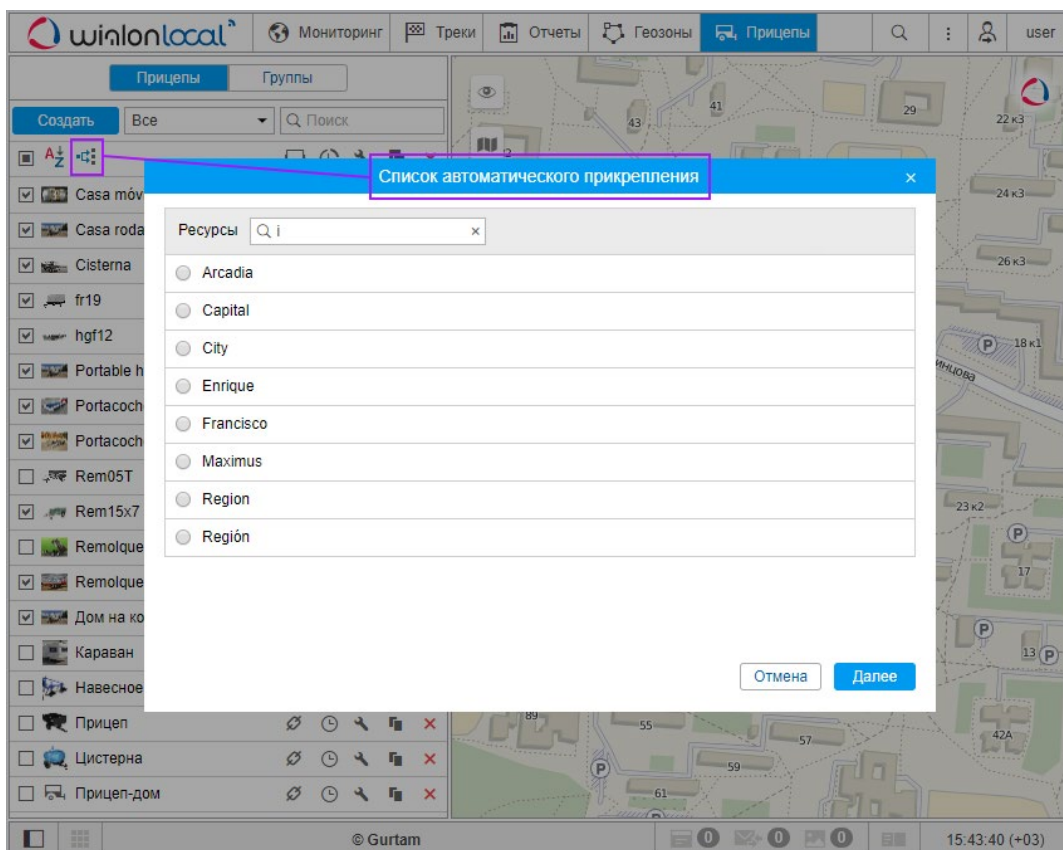 wialonlocal
Мониторинг
Треки
Отчеты
Геозоны
Прицепы
user
Прицепы
Группы
Создать
Все
Поиск
Список автоматического прикрепления
Ресурсы
i
Arcadia
Capital
City
Enrique
Francisco
Maximus
Region
Región
Отмена
Далее
Casa móv
Casa roda
Cisterna
fr19
hgf12
Portable h
Portacoch
Portacoch
Rem05T
Rem15x7
Remolque
Remolque
Дом на ко
Караван
Навесное
Прицеп
Цистерна
Прицеп-дом
41
43
29
22 к3
24 к3
26 к3
18 к1
P
23 к2
P
17
P
13
P
42А
89
55
57
59
P
61
© Gurtam
0
0
0
15:43:40 (+03)